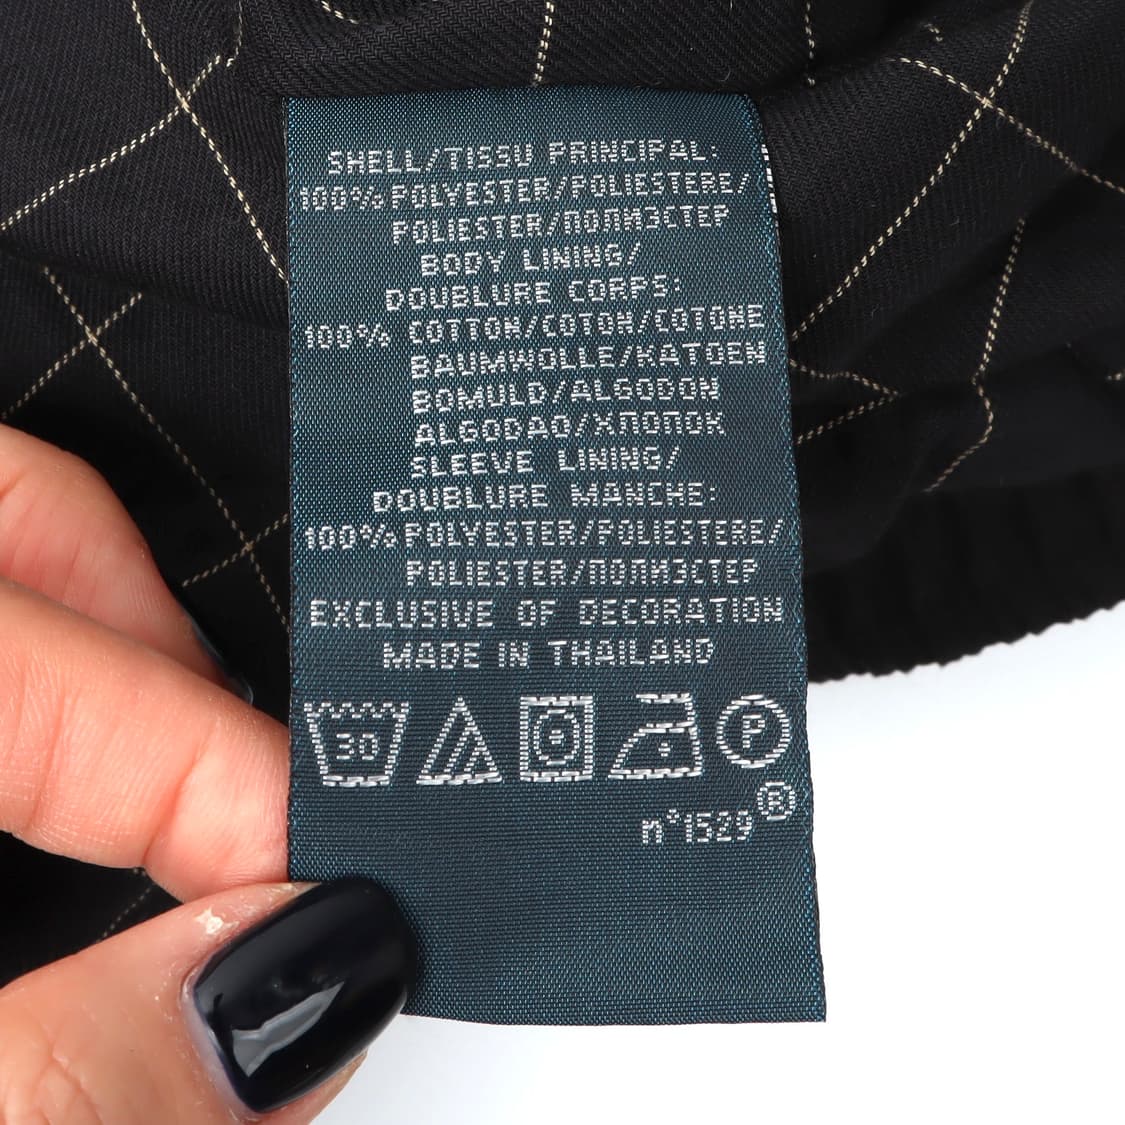 SHELL/TISSU PRINCIPAL:
100% POLYESTER/POLIESTERE/
POLIESTER/ПОЛИЭСТЕР
BODY LINING/
DOUBLURE CORPS:
100% COTTON/COTON/COTONE
BAUMWOLLE/KATOEN
BOMULD/ALGODON
ALGODAO/ХЛОПОК
SLEEVE LINING/
DOUBLURE MANCHE:
100% POLYESTER/POLIESTERE/
POLIESTER/ПОЛИЭСТЕР
EXCLUSIVE OF DECORATION
MADE IN THAILAND
30 P
n°1529®